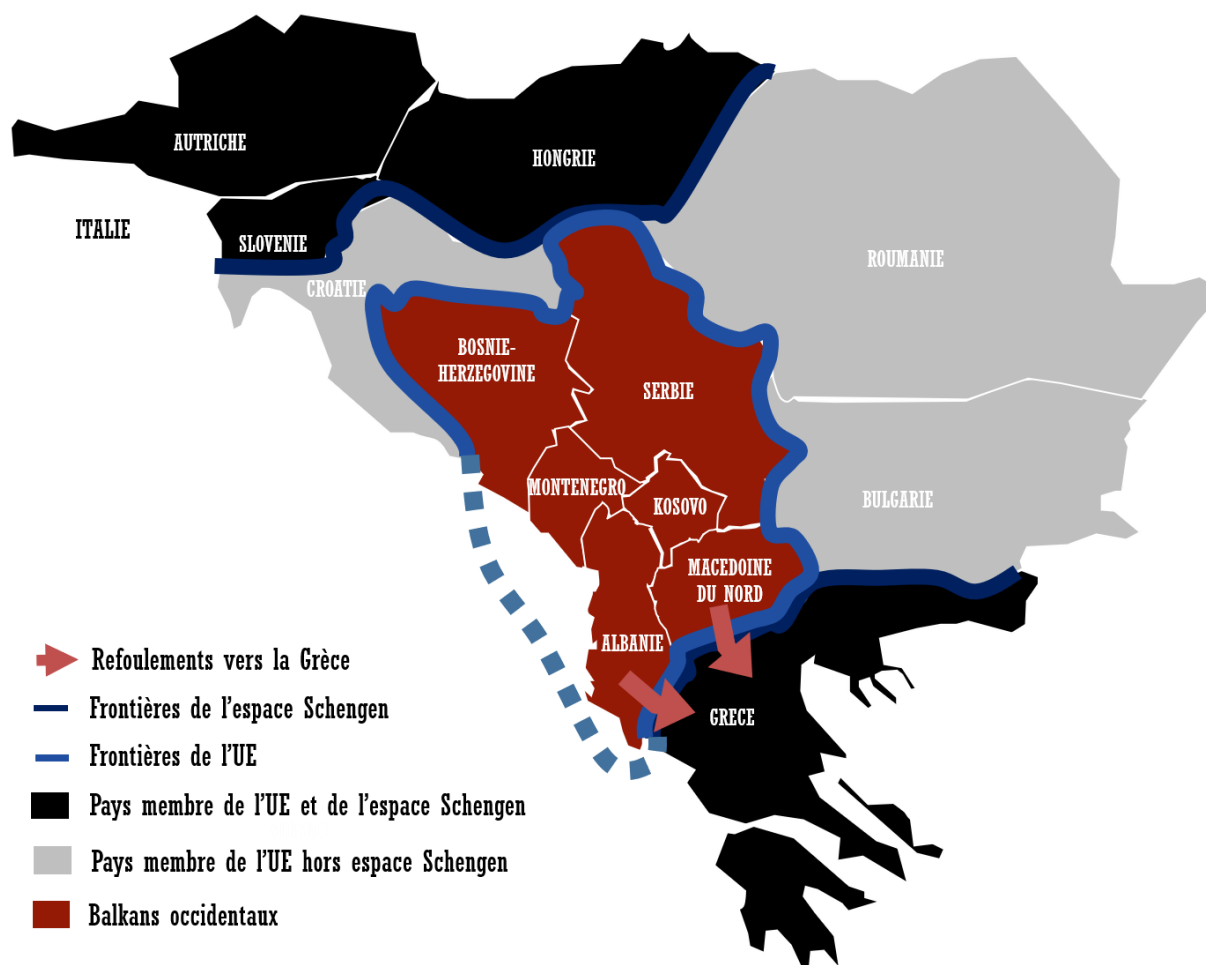 AUTRICHE
HONGRIE
ITALIE
SLOVENIE
CROATIE
ROUMANIE
BOSNIE-
HERZEGOVINE
SERBIE
MONTENEGRO
KOSOVO
BULGARIE
MACEDOINE
DU NORD
ALBANIE
GRECE
Refoulements vers la Grèce
Frontières de l'espace Schengen
Frontières de l'UE
Pays membre de l'UE et de l'espace Schengen
Pays membre de l'UE hors espace Schengen
Balkans occidentaux